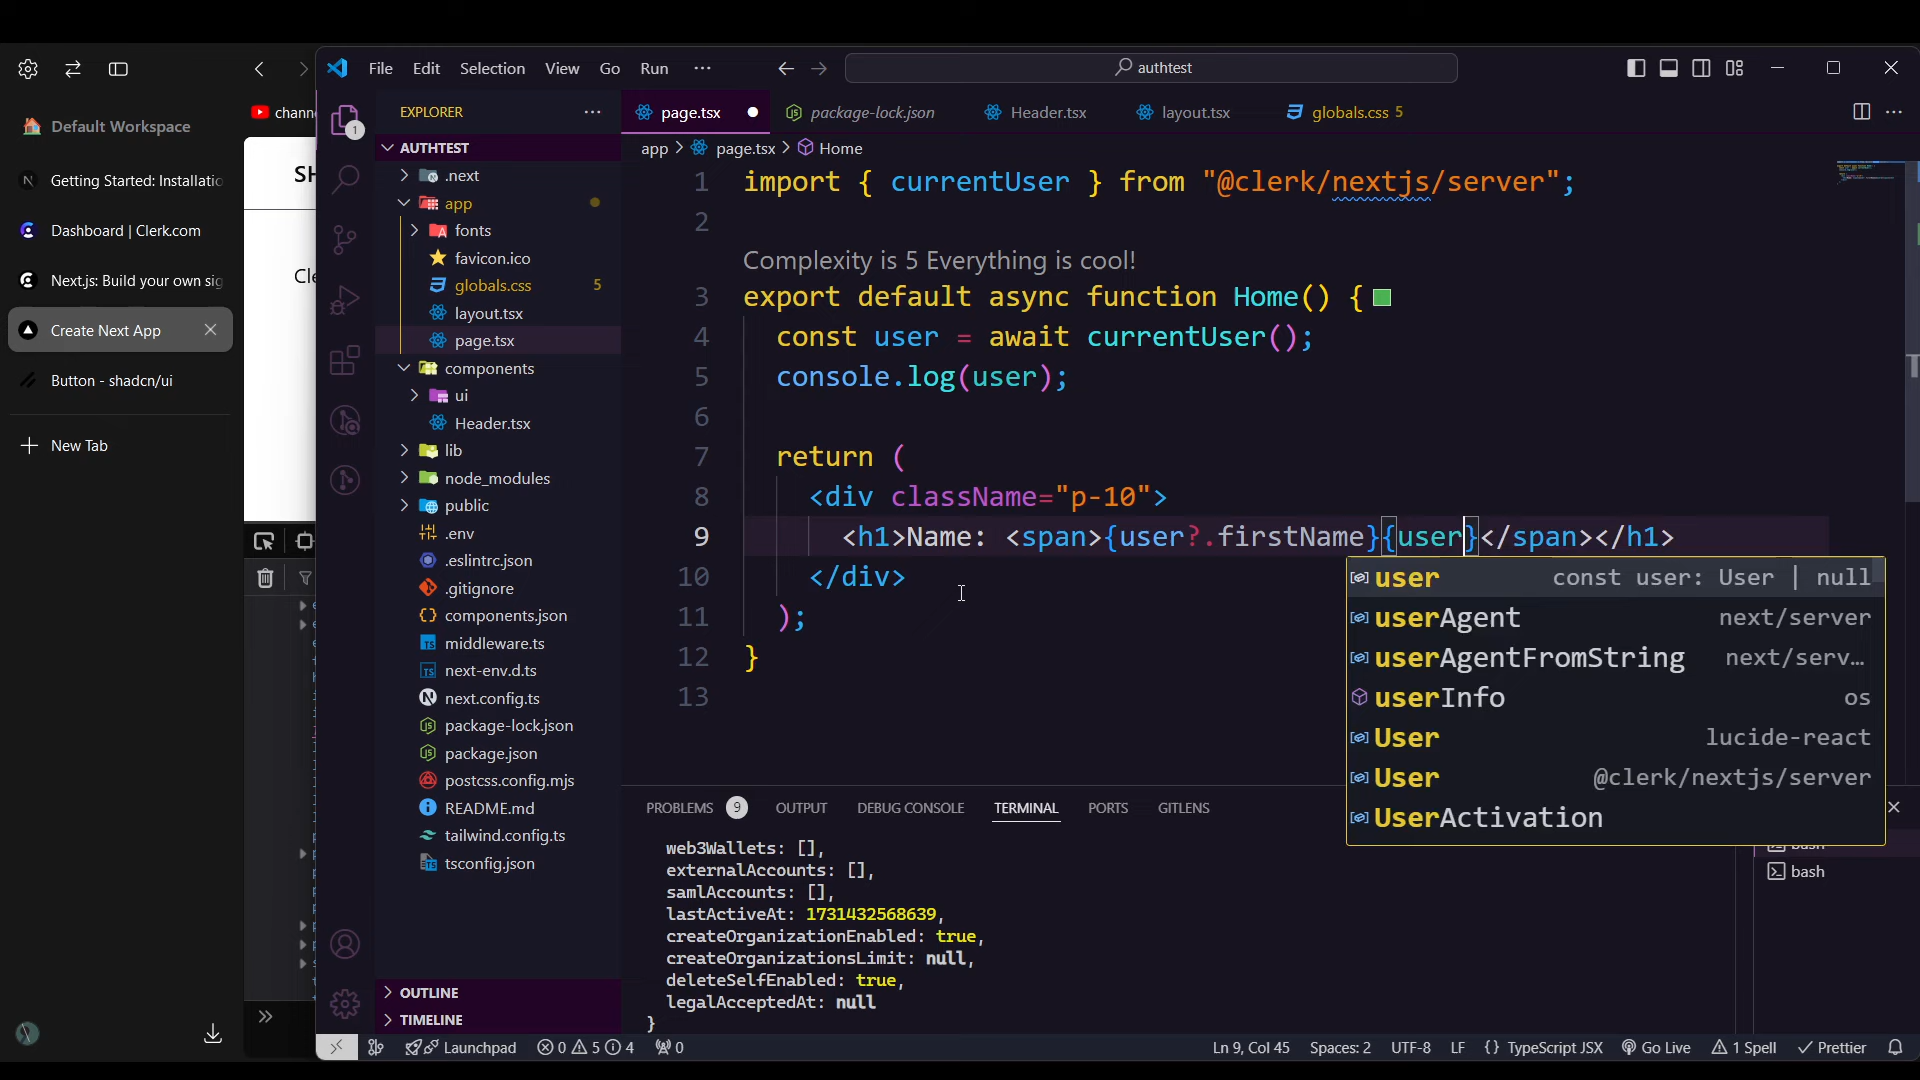 File Edit Selection View Go Run ··· authtest
Default Workspace
Getting Started: Installatio
Dashboard | Clerk.com
Next.js: Build your own sig
Create Next App
Button - shadcn/ui
New Tab
chann
SH
Cle
EXPLORER
AUTHTEST
.next
app
fonts
favicon.ico
globals.css 5
layout.tsx
page.tsx
components
ui
Header.tsx
lib
node_modules
public
.env
.eslintrc.json
.gitignore
components.json
middleware.ts
next-env.d.ts
next.config.ts
package-lock.json
package.json
postcss.config.mjs
README.md
tailwind.config.ts
tsconfig.json
OUTLINE
TIMELINE
page.tsx package-lock.json Header.tsx layout.tsx globals.css 5
app > page.tsx > Home
1 import { currentUser } from "@clerk/nextjs/server";
2
Complexity is 5 Everything is cool!
3 export default async function Home() {
4 const user = await currentUser();
5 console.log(user);
6
7 return (
8 <div className="p-10">
9 <h1>Name: <span>{user?.firstName}{user}</span></h1>
10 </div>
11 );
12 }
13
user const user: User | null
userAgent next/server
userAgentFromString next/serv…
userInfo os
User lucide-react
User @clerk/nextjs/server
UserActivation
PROBLEMS 9 OUTPUT DEBUG CONSOLE TERMINAL PORTS GITLENS
web3Wallets: [],
externalAccounts: [],
samlAccounts: [],
lastActiveAt: 1731432568639,
createOrganizationEnabled: true,
createOrganizationsLimit: null,
deleteSelfEnabled: true,
legalAcceptedAt: null
}
bash
bash
Launchpad 0 5 4 0 Ln 9, Col 45 Spaces: 2 UTF-8 LF {} TypeScript JSX Go Live 1 Spell Prettier